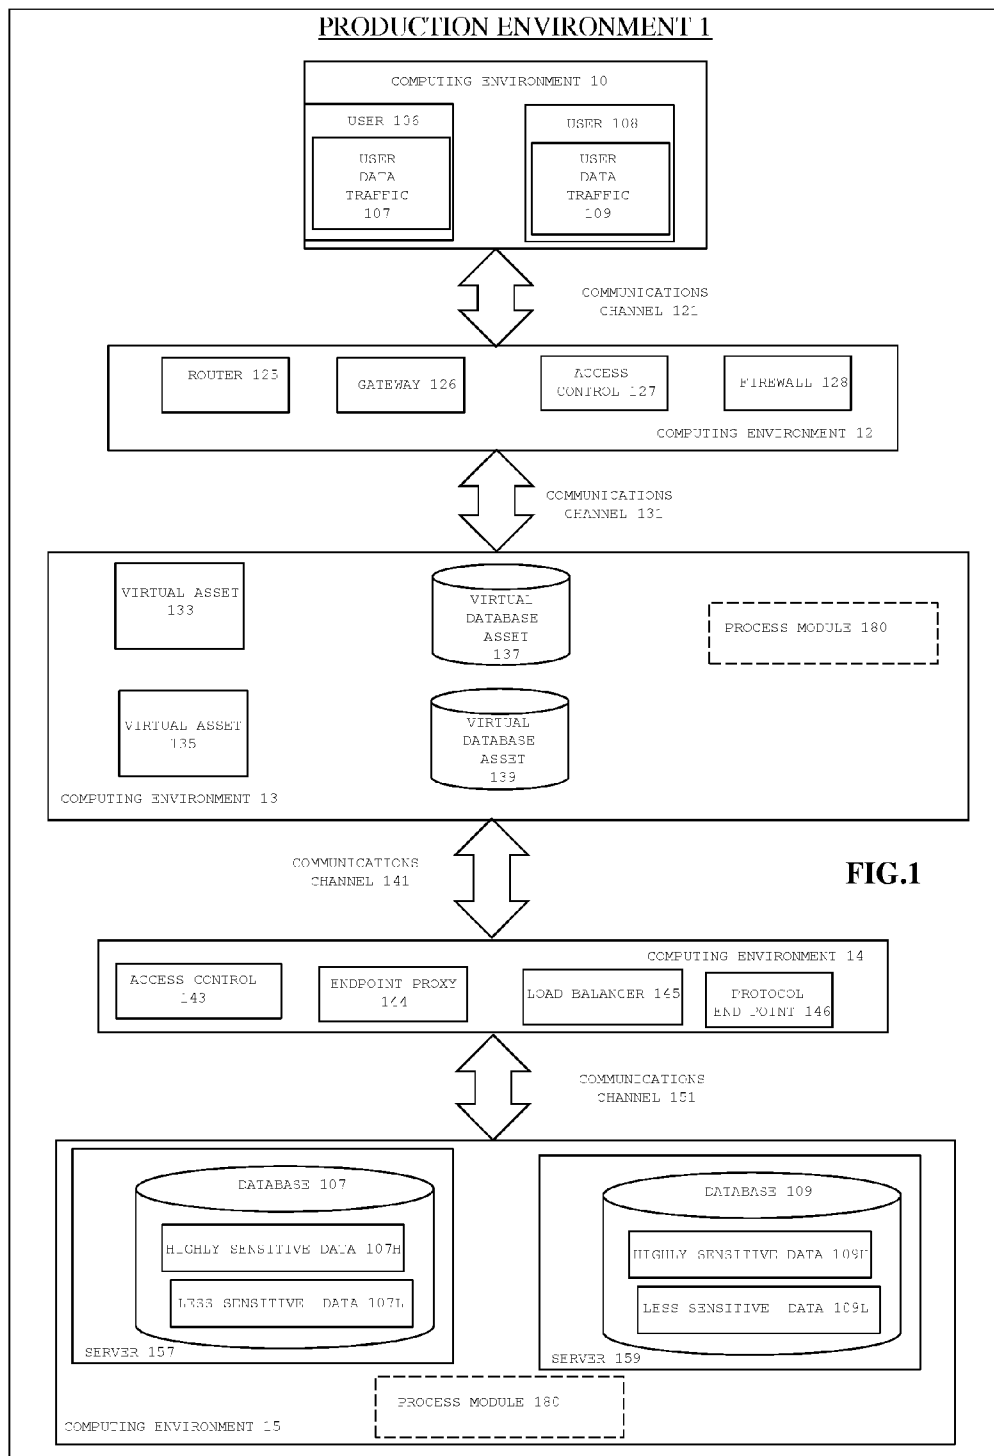 PRODUCTION ENVIRONMENT 1
COMPUTING ENVIRONMENT 10
USER 106
USER
DATA
TRAFFIC
107
USER 108
USER
DATA
TRAFFIC
109
COMMUNICATIONS
CHANNEL 121
ROUTER 125
GATEWAY 126
ACCESS
CONTROL 127
FIREWALL 128
COMPUTING ENVIRONMENT 12
COMMUNICATIONS
CHANNEL 131
VIRTUAL ASSET
133
VIRTUAL
DATABASE
ASSET
137
PROCESS MODULE 180
VIRTUAL ASSET
135
VIRTUAL
DATABASE
ASSET
139
COMPUTING ENVIRONMENT 13
COMMUNICATIONS
CHANNEL 141
FIG.1
COMPUTING ENVIRONMENT 14
ACCESS CONTROL
143
ENDPOINT PROXY
144
LOAD BALANCER 145
PROTOCOL
END POINT 146
COMMUNICATIONS
CHANNEL 151
DATABASE 107
HIGHLY SENSITIVE DATA 107H
LESS SENSITIVE DATA 107L
SERVER 157
DATABASE 109
HIGHLY SENSITIVE DATA 109H
LESS SENSITIVE DATA 109L
SERVER 159
PROCESS MODULE 180
COMPUTING ENVIRONMENT 15